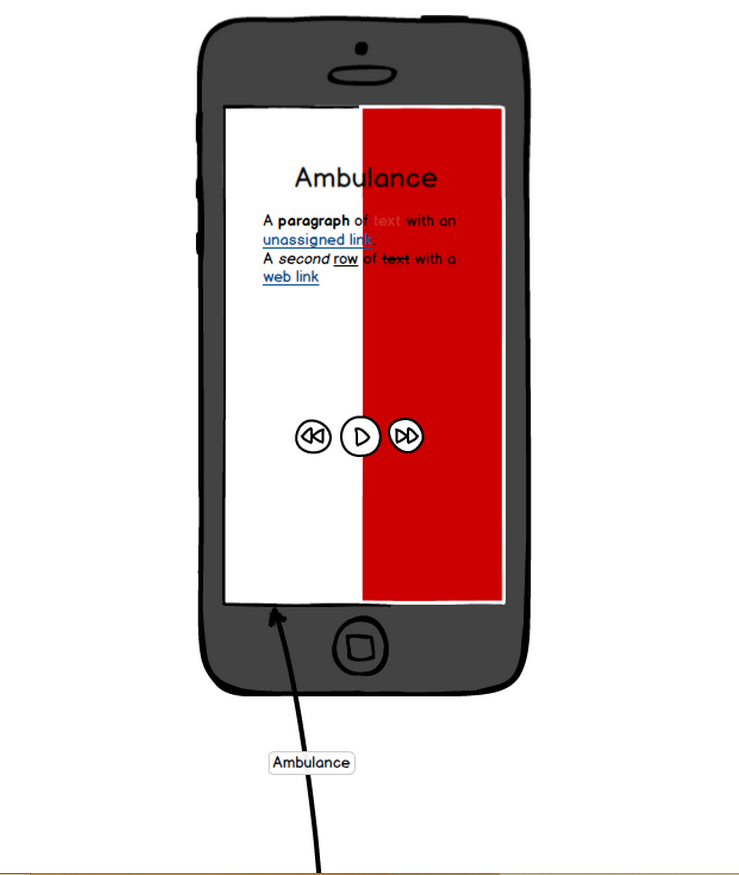 Ambulance
A paragraph of text with an
unassigned link.
A second row of text with a
web link
Ambulance